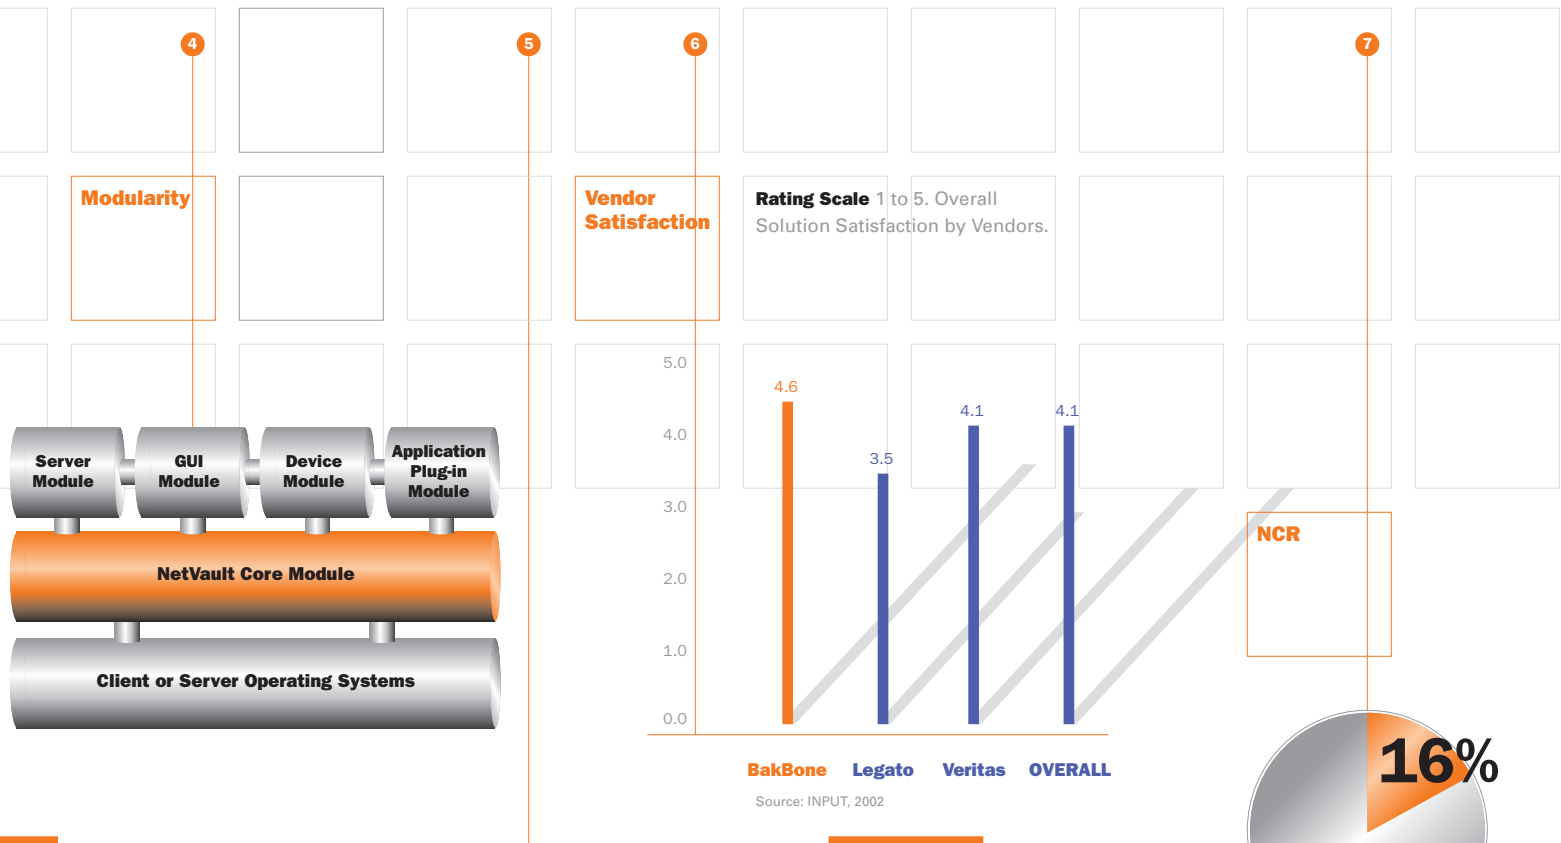 4
5
6
7
Modularity
Vendor
Satisfaction
Rating Scale 1 to 5. Overall
Solution Satisfaction by Vendors.
Server
Module
GUI
Module
Device
Module
Application
Plug-in
Module
NetVault Core Module
Client or Server Operating Systems
5.0
4.0
3.0
2.0
1.0
0.0
4.6
3.5
4.1
4.1
BakBone
Legato
Veritas
OVERALL
Source: INPUT, 2002
NCR
16%